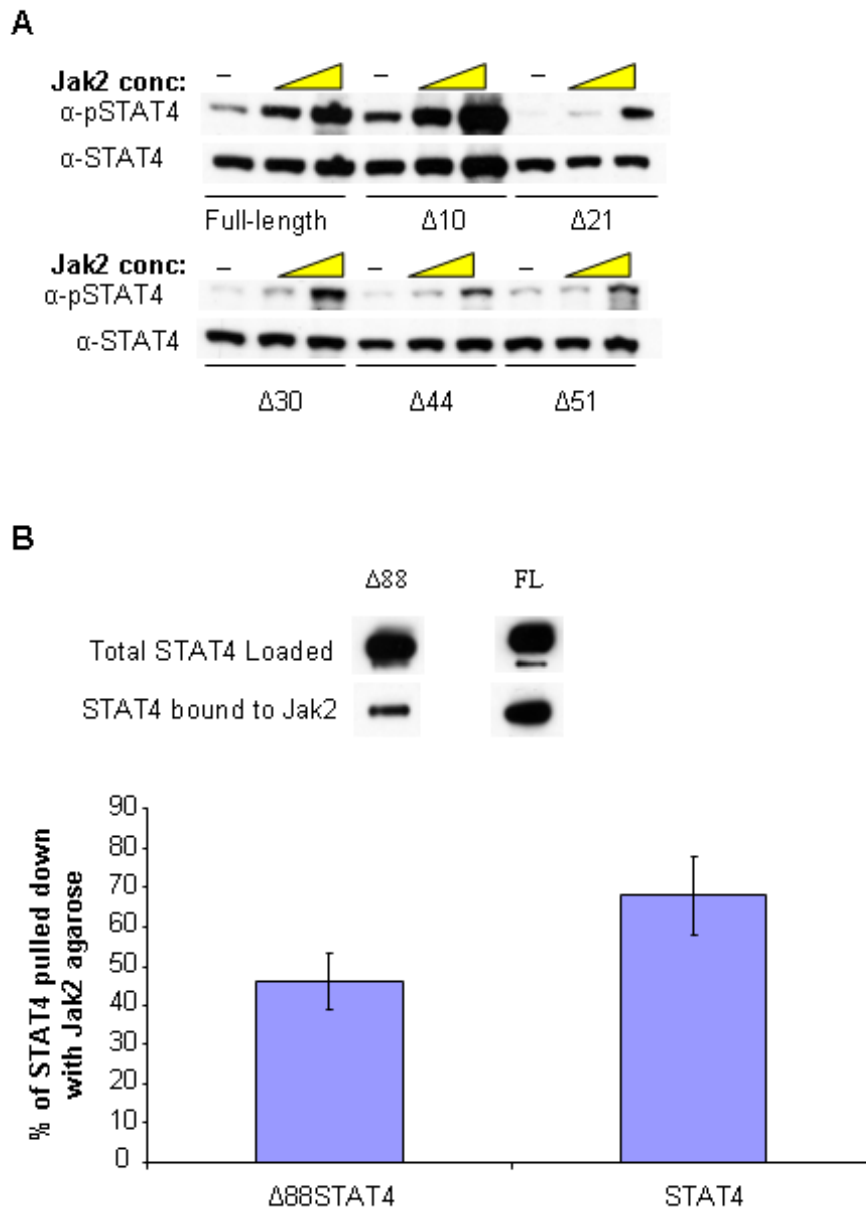 A
Jak2 conc: – – –
α-pSTAT4
α-STAT4
Full-length Δ10 Δ21
Jak2 conc: – – –
α-pSTAT4
α-STAT4
Δ30 Δ44 Δ51
B
Δ88 FL
Total STAT4 Loaded
STAT4 bound to Jak2
% of STAT4 pulled down
with Jak2 agarose
90
80
70
60
50
40
30
20
10
0
Δ88STAT4 STAT4